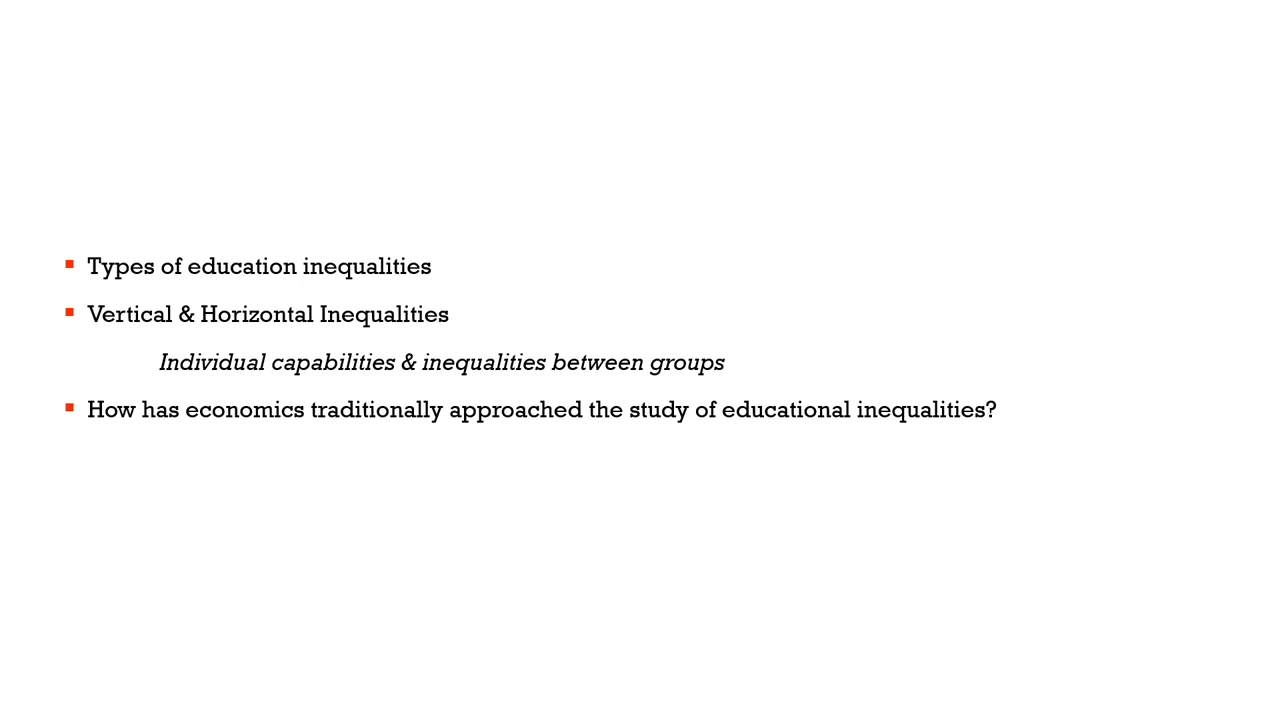 ▪ Types of education inequalities
▪ Vertical & Horizontal Inequalities
Individual capabilities & inequalities between groups
▪ How has economics traditionally approached the study of educational inequalities?